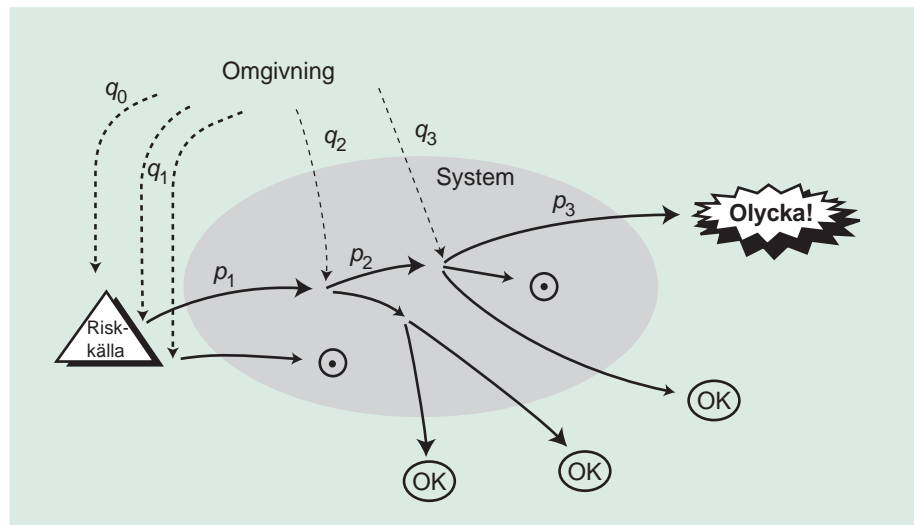 Omgivning
q0
q1
q2
q3
System
p3
Olycka!
p1
p2
Risk-
källa
OK
OK
OK